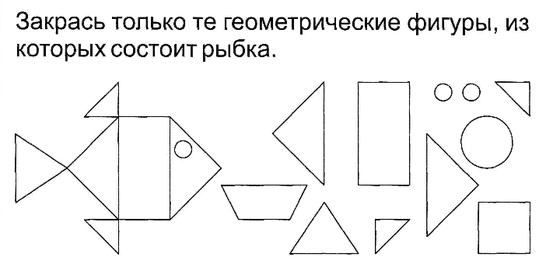 Закрась только те геометрические фигуры, из
которых состоит рыбка.